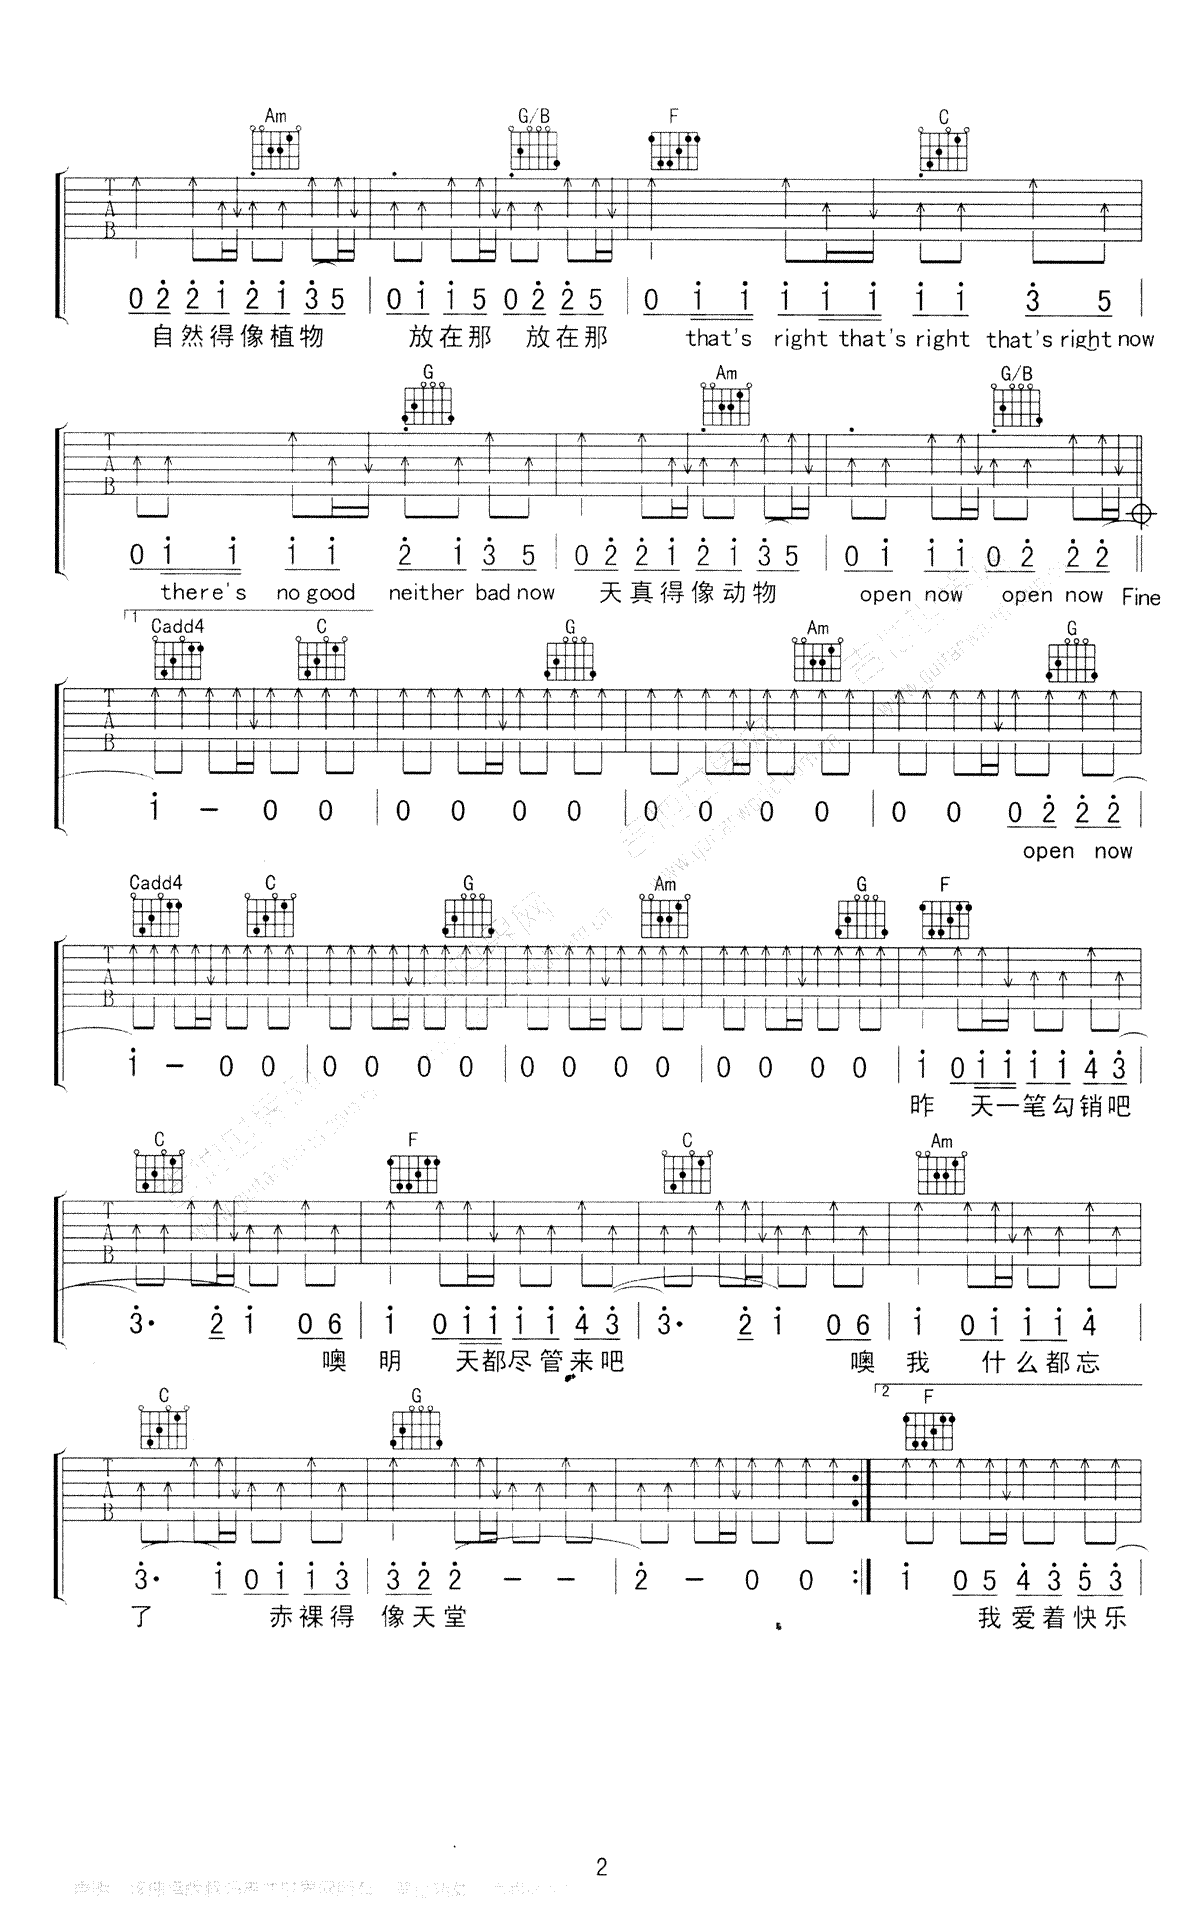 Am G/B F C
T A B
0 2 2 1 2 1 3 5 | 0 1 1 5 0 2 2 5 | 0 1 1 1 1 1 1 1 3 5 |
自然得像植物 放在那 放在那 that's right that's right that's right now
G Am G/B
T A B
0 1 1 1 1 2 1 3 5 | 0 2 2 1 2 1 3 5 | 0 1 1 1 0 2 2 2 ||
there's no good neither bad now 天真得像动物 open now open now Fine
1
Cadd4 C G Am G
T A B
1 – 0 0 | 0 0 0 0 | 0 0 0 0 | 0 0 0 2 2 2
open now
Cadd4 C G Am G F
T A B
1 – 0 0 | 0 0 0 0 | 0 0 0 0 | 0 0 0 0 | 1 0 1 1 1 1 4 3
昨 天一笔勾销吧
C F C Am
T A B
3· 2 1 0 6 | 1 0 1 1 1 1 4 3 | 3· 2 1 0 6 | 1 0 1 1 1 4 |
噢 明 天都尽管来吧 噢 我 什么都忘
C G 2 F
T A B
3· 1 0 1 1 3 | 3 2 2 – – | 2 – 0 0 :| 1 0 5 4 3 5 3
了 赤裸得 像天堂 我爱着快乐
2